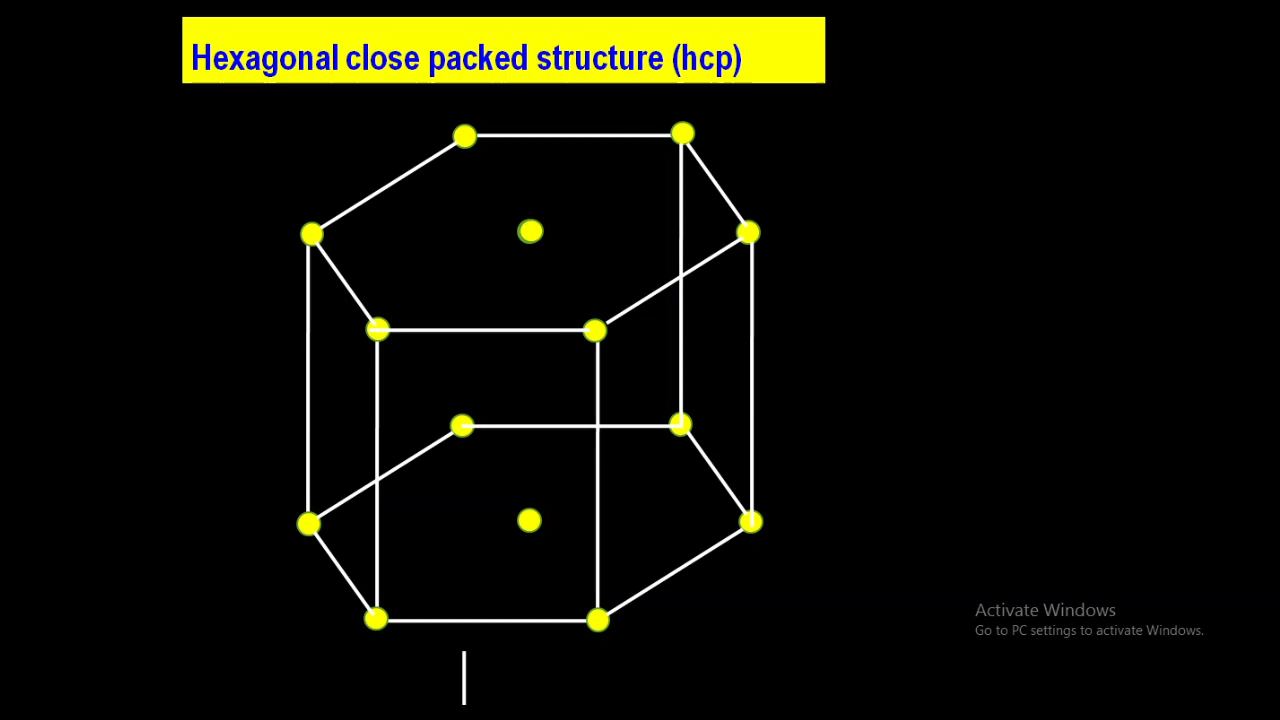 Hexagonal close packed structure (hcp)
Activate Windows
Go to PC settings to activate Windows.